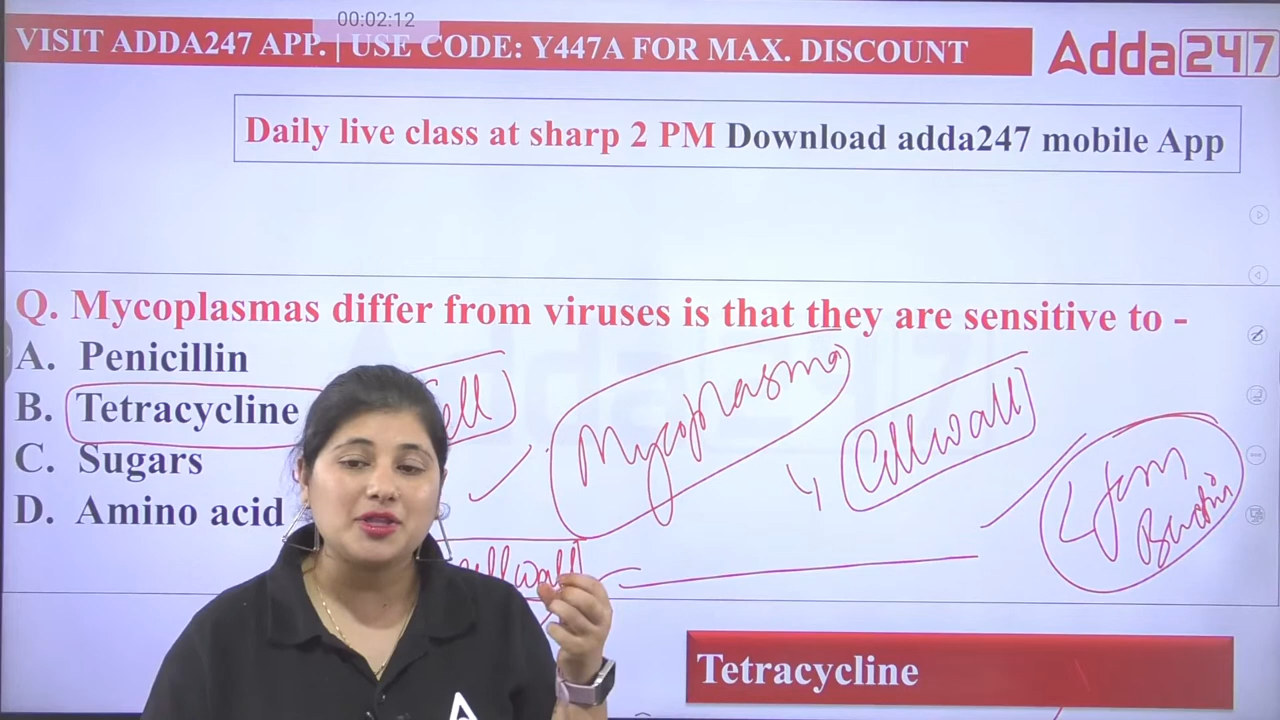 00:02:12
VISIT ADDA247 APP. | USE CODE: Y447A FOR MAX. DISCOUNT
Adda247
Daily live class at sharp 2 PM Download adda247 mobile App
Q. Mycoplasmas differ from viruses is that they are sensitive to -
A. Penicillin
B. Tetracycline
C. Sugars
D. Amino acid
Mycoplasma
Cellwall
Tetracycline